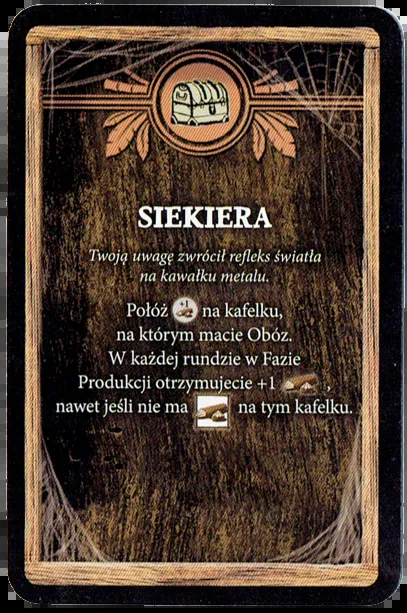 SIEKIERA
Twoją uwagę zwrócił refleks światła
na kawałku metalu.
Połóż +1 na kafelku,
na którym macie Obóz.
W każdej rundzie w Fazie
Produkcji otrzymujecie +1 ,
nawet jeśli nie ma na tym kafelku.